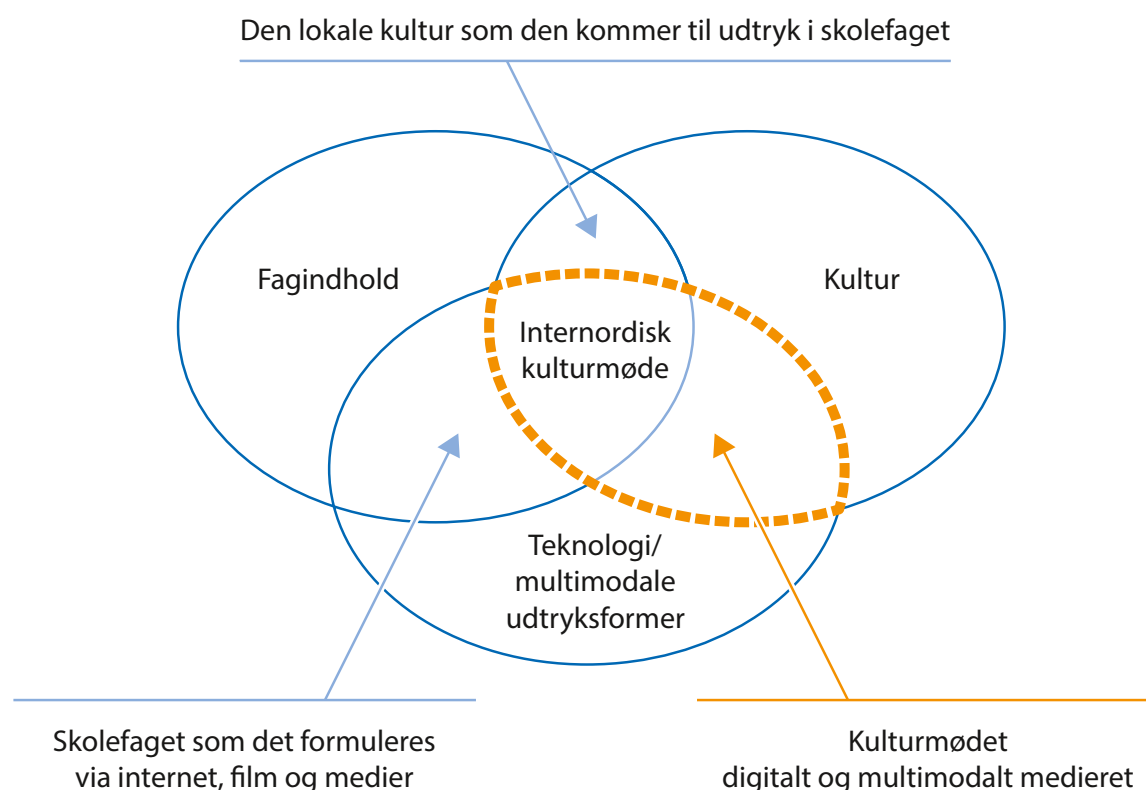 Den lokale kultur som den kommer til udtryk i skolefaget
Fagindhold
Kultur
Internordisk
kulturmøde
Teknologi/
multimodale
udtryksformer
Skolefaget som det formuleres
via internet, film og medier
Kulturmødet
digitalt og multimodalt medieret